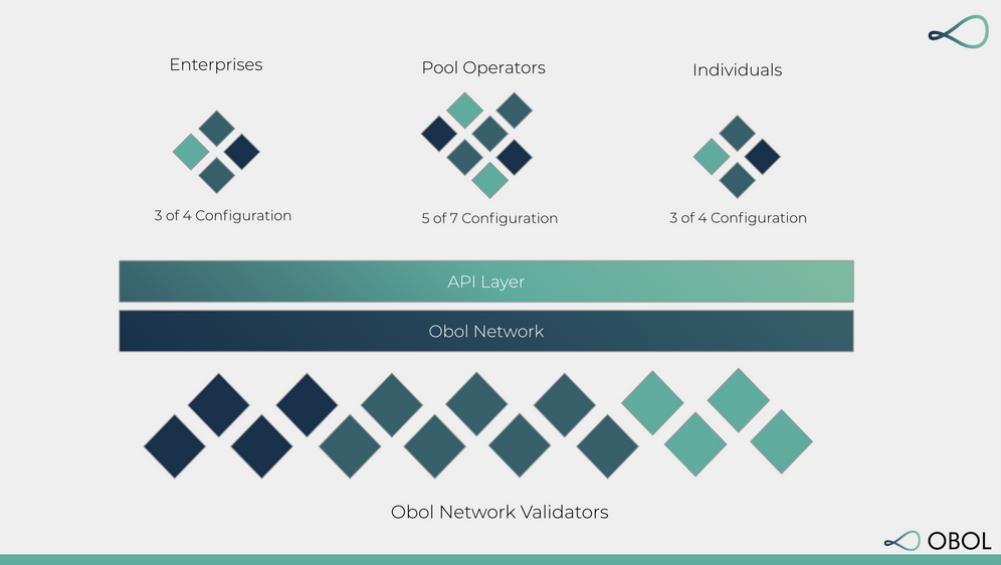 Enterprises
Pool Operators
Individuals
3 of 4 Configuration
5 of 7 Configuration
3 of 4 Configuration
API Layer
Obol Network
Obol Network Validators
OBOL